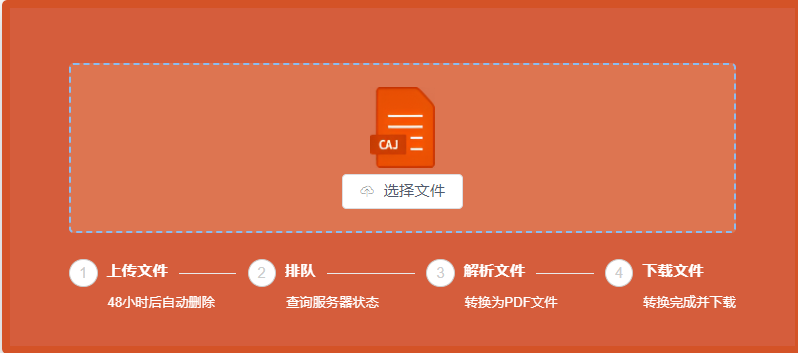 CAJ
选择文件
1 上传文件
48小时后自动删除
2 排队
查询服务器状态
3 解析文件
转换为PDF文件
4 下载文件
转换完成并下载